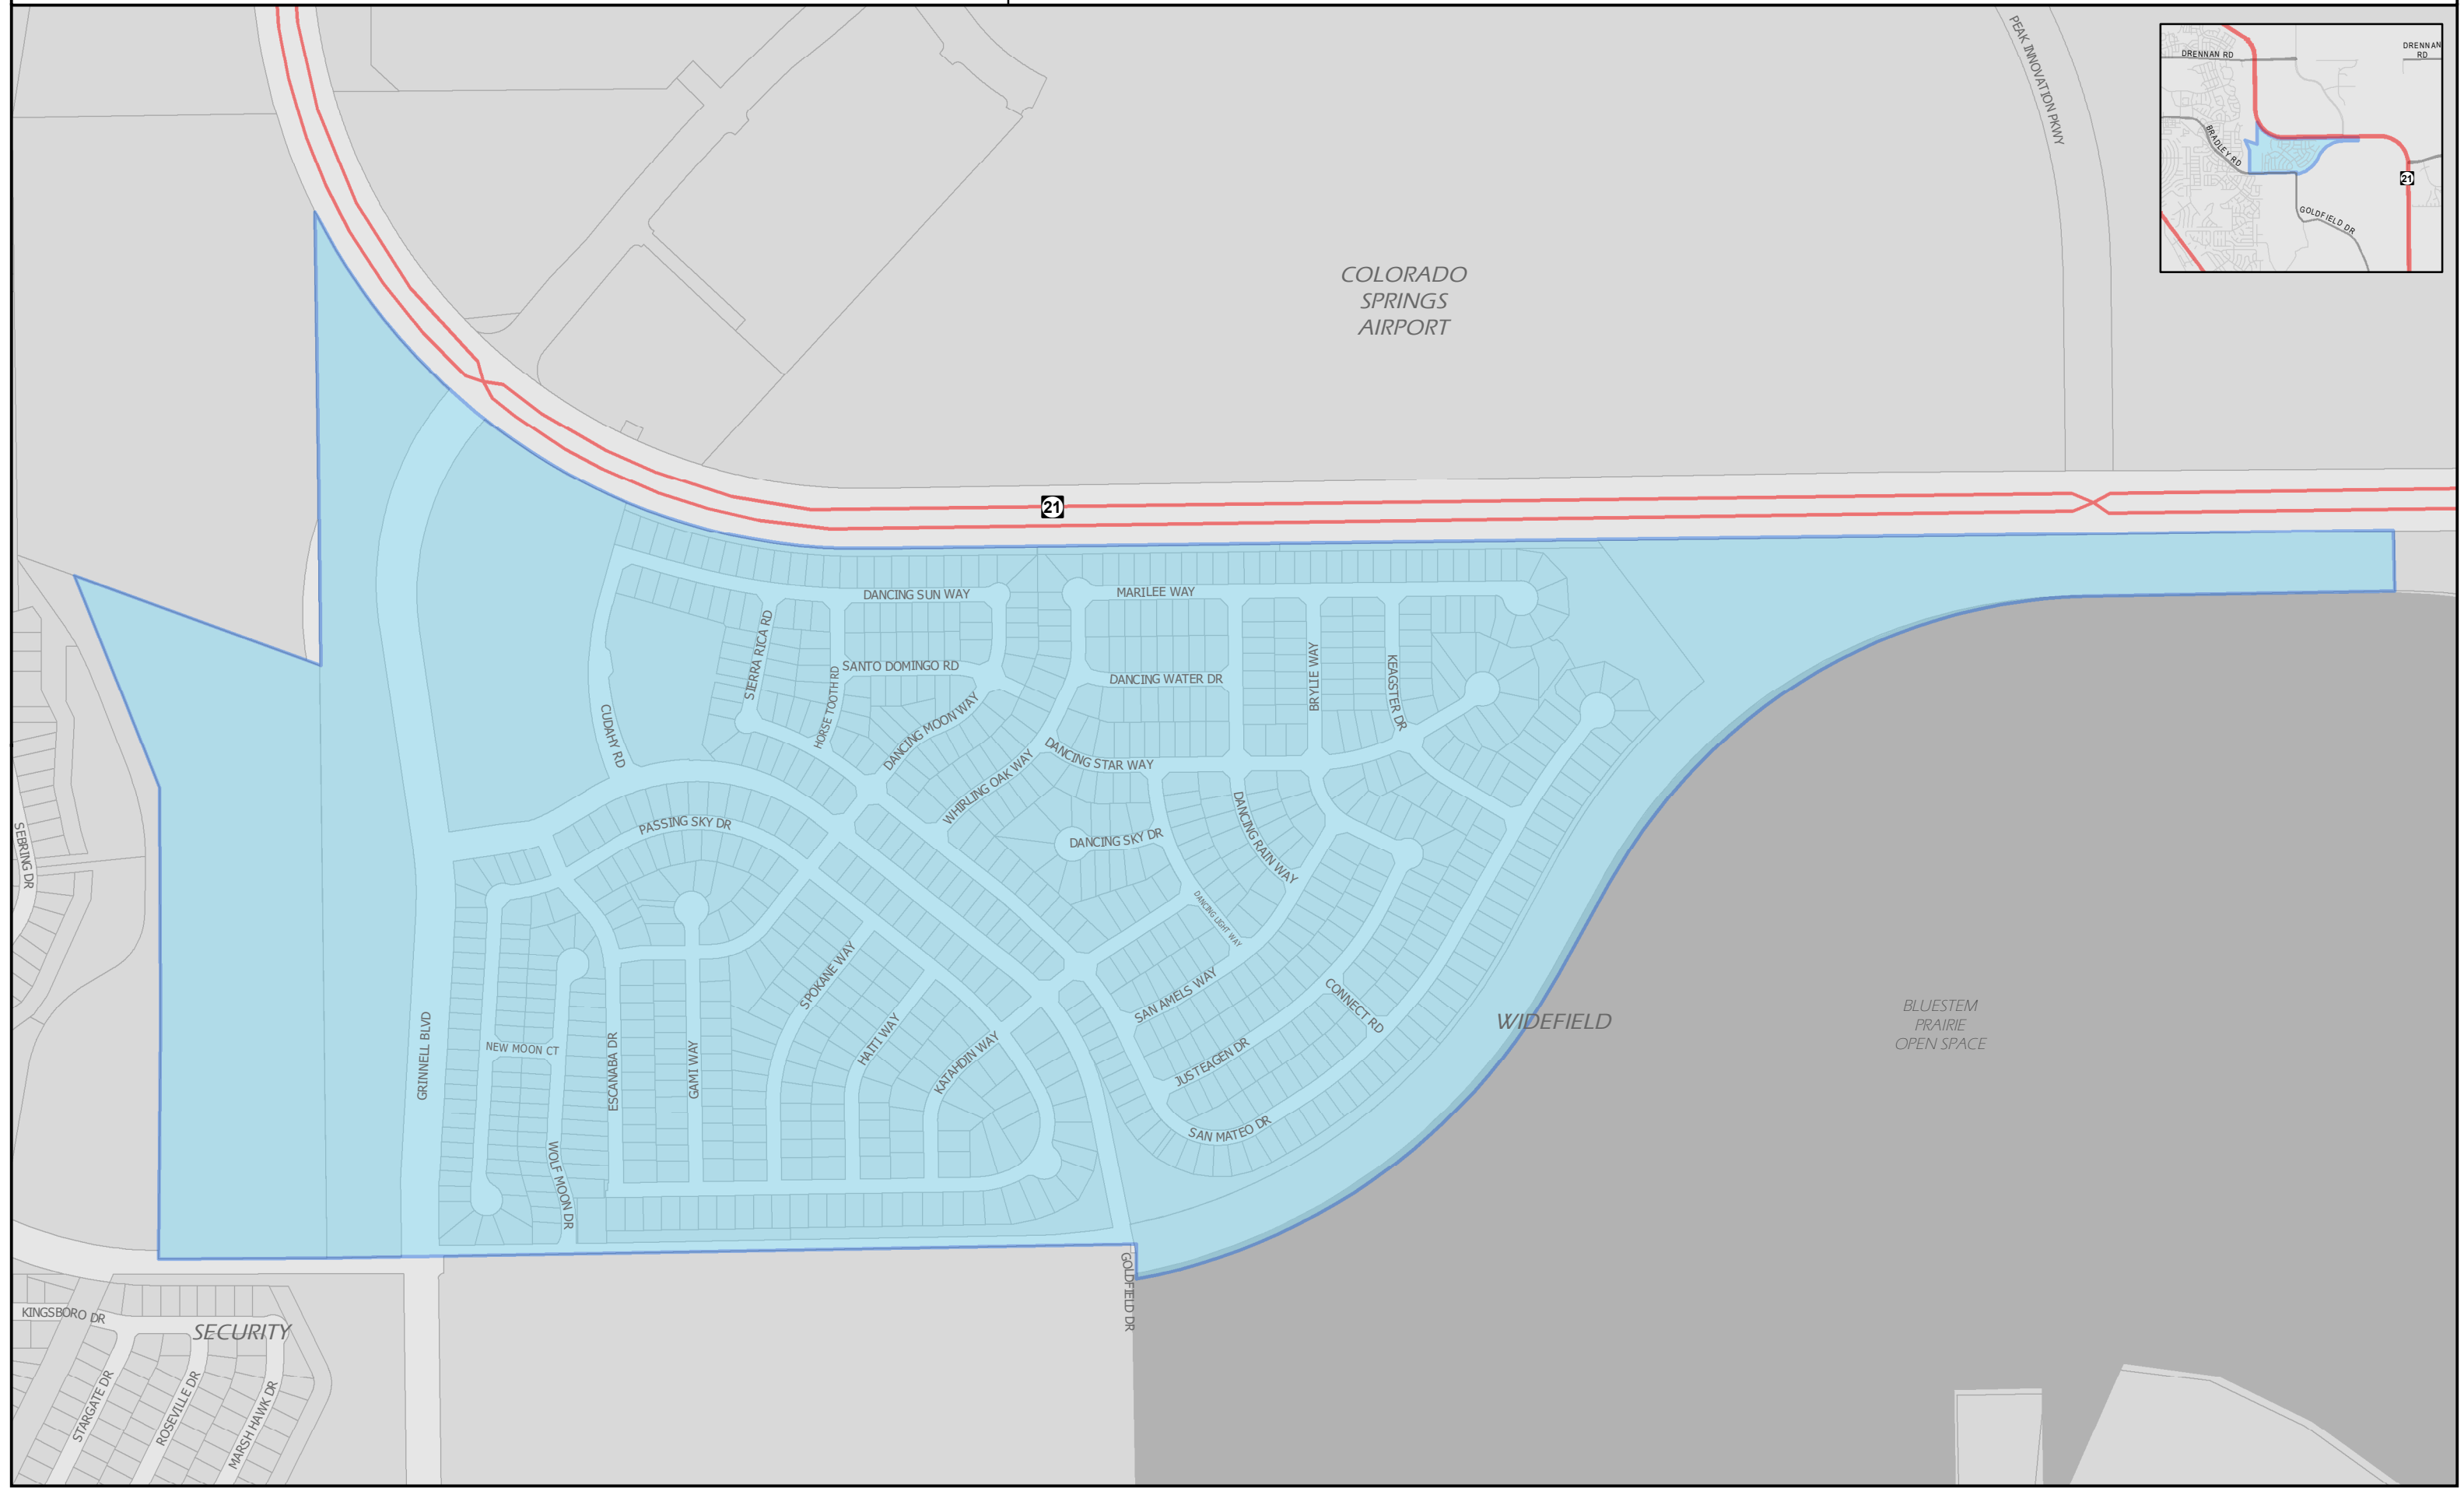 PEAK INNOVATION PKWY
DRENNAN RD
DRENNAN
RD
BRADLEY RD
21
GOLDFIELD DR
COLORADO
SPRINGS
AIRPORT
21
DANCING SUN WAY
MARILEE WAY
SIERRA RICA RD
SANTO DOMINGO RD
HORSE TOOTH RD
DANCING WATER DR
BRYLIE WAY
KEAGSTER DR
CUDAHY RD
DANCING MOON WAY
WHIRLING OAK WAY
DANCING STAR WAY
PASSING SKY DR
DANCING SKY DR
DANCING RAIN WAY
SEBRING DR
DANCING LIGHT WAY
SPOKANE WAY
SAN AMELS WAY
CONNECT RD
WIDEFIELD
BLUESTEM
PRAIRIE
OPEN SPACE
GRINNELL BLVD
NEW MOON CT
ESCANABA DR
GAMI WAY
HAITI WAY
KATAHDIN WAY
JUSTEAGEN DR
SAN MATEO DR
WOLF MOON DR
GOLDFIELD DR
KINGSBORO DR
SECURITY
STARGATE DR
ROSEVILLE DR
MARSH HAWK DR